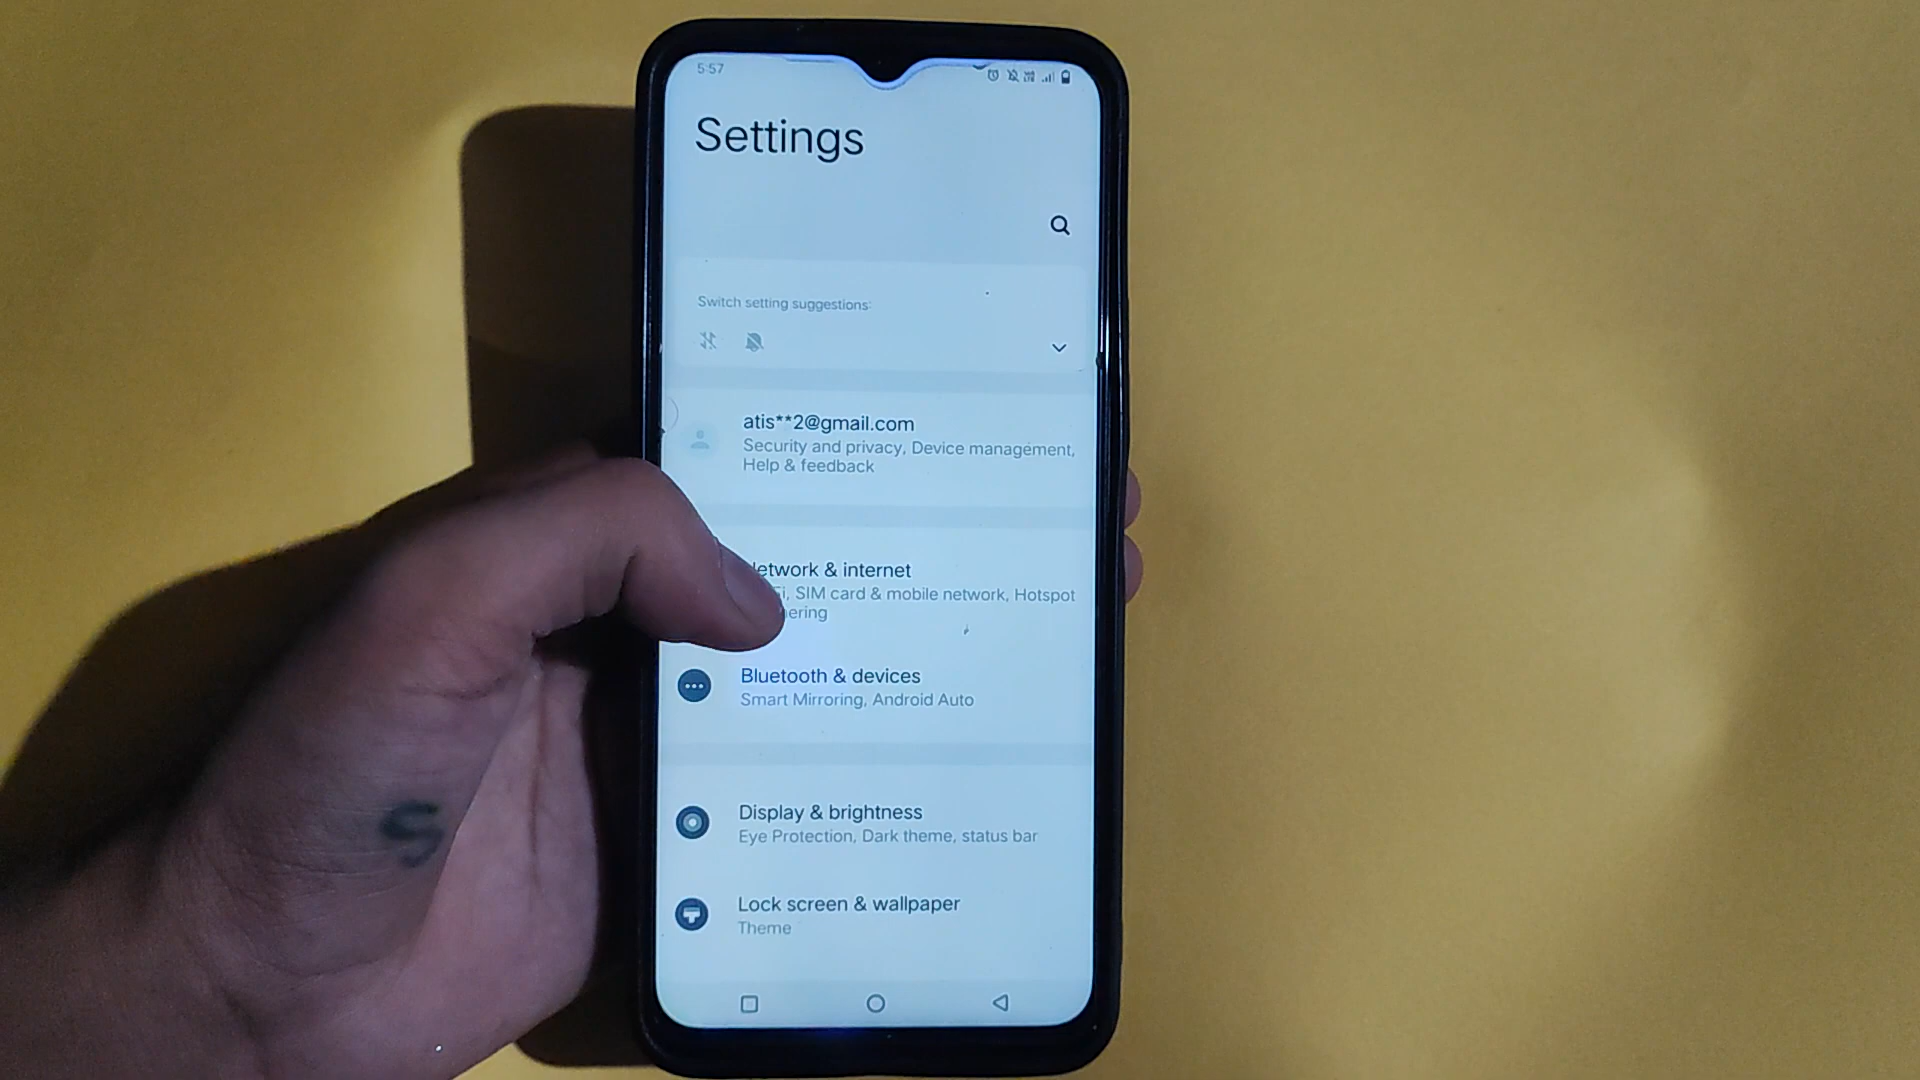 5:57
Settings
Switch setting suggestions:
atis**2@gmail.com
Security and privacy, Device management,
Help & feedback
etwork & internet
SIM card & mobile network, Hotspot
hering
Bluetooth & devices
Smart Mirroring, Android Auto
Display & brightness
Eye Protection, Dark theme, status bar
Lock screen & wallpaper
Theme
S